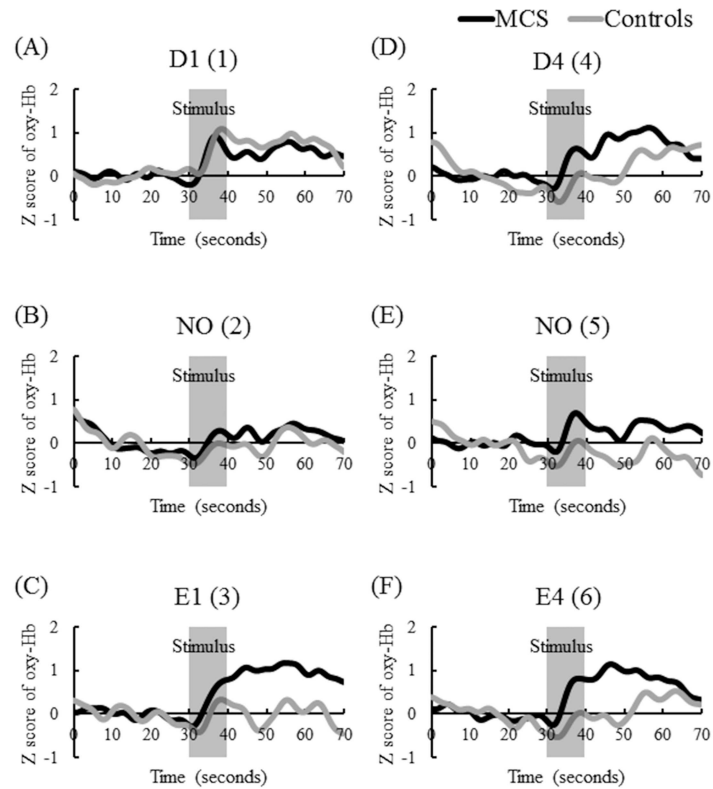 MCS Controls
(A) D1 (1)
Z score of oxy-Hb
2
1
0
-1
Stimulus
0 10 20 30 40 50 60 70
Time (seconds)
(D) D4 (4)
Z score of oxy-Hb
2
1
0
-1
Stimulus
0 10 20 30 40 50 60 70
Time (seconds)
(B) NO (2)
Z score of oxy-Hb
2
1
0
-1
Stimulus
0 10 20 30 40 50 60 70
Time (seconds)
(E) NO (5)
Z score of oxy-Hb
2
1
0
-1
Stimulus
0 10 20 30 40 50 60 70
Time (seconds)
(C) E1 (3)
Z score of oxy-Hb
2
1
0
-1
Stimulus
0 10 20 30 40 50 60 70
Time (seconds)
(F) E4 (6)
Z score of oxy-Hb
2
1
0
-1
Stimulus
0 10 20 30 40 50 60 70
Time (seconds)